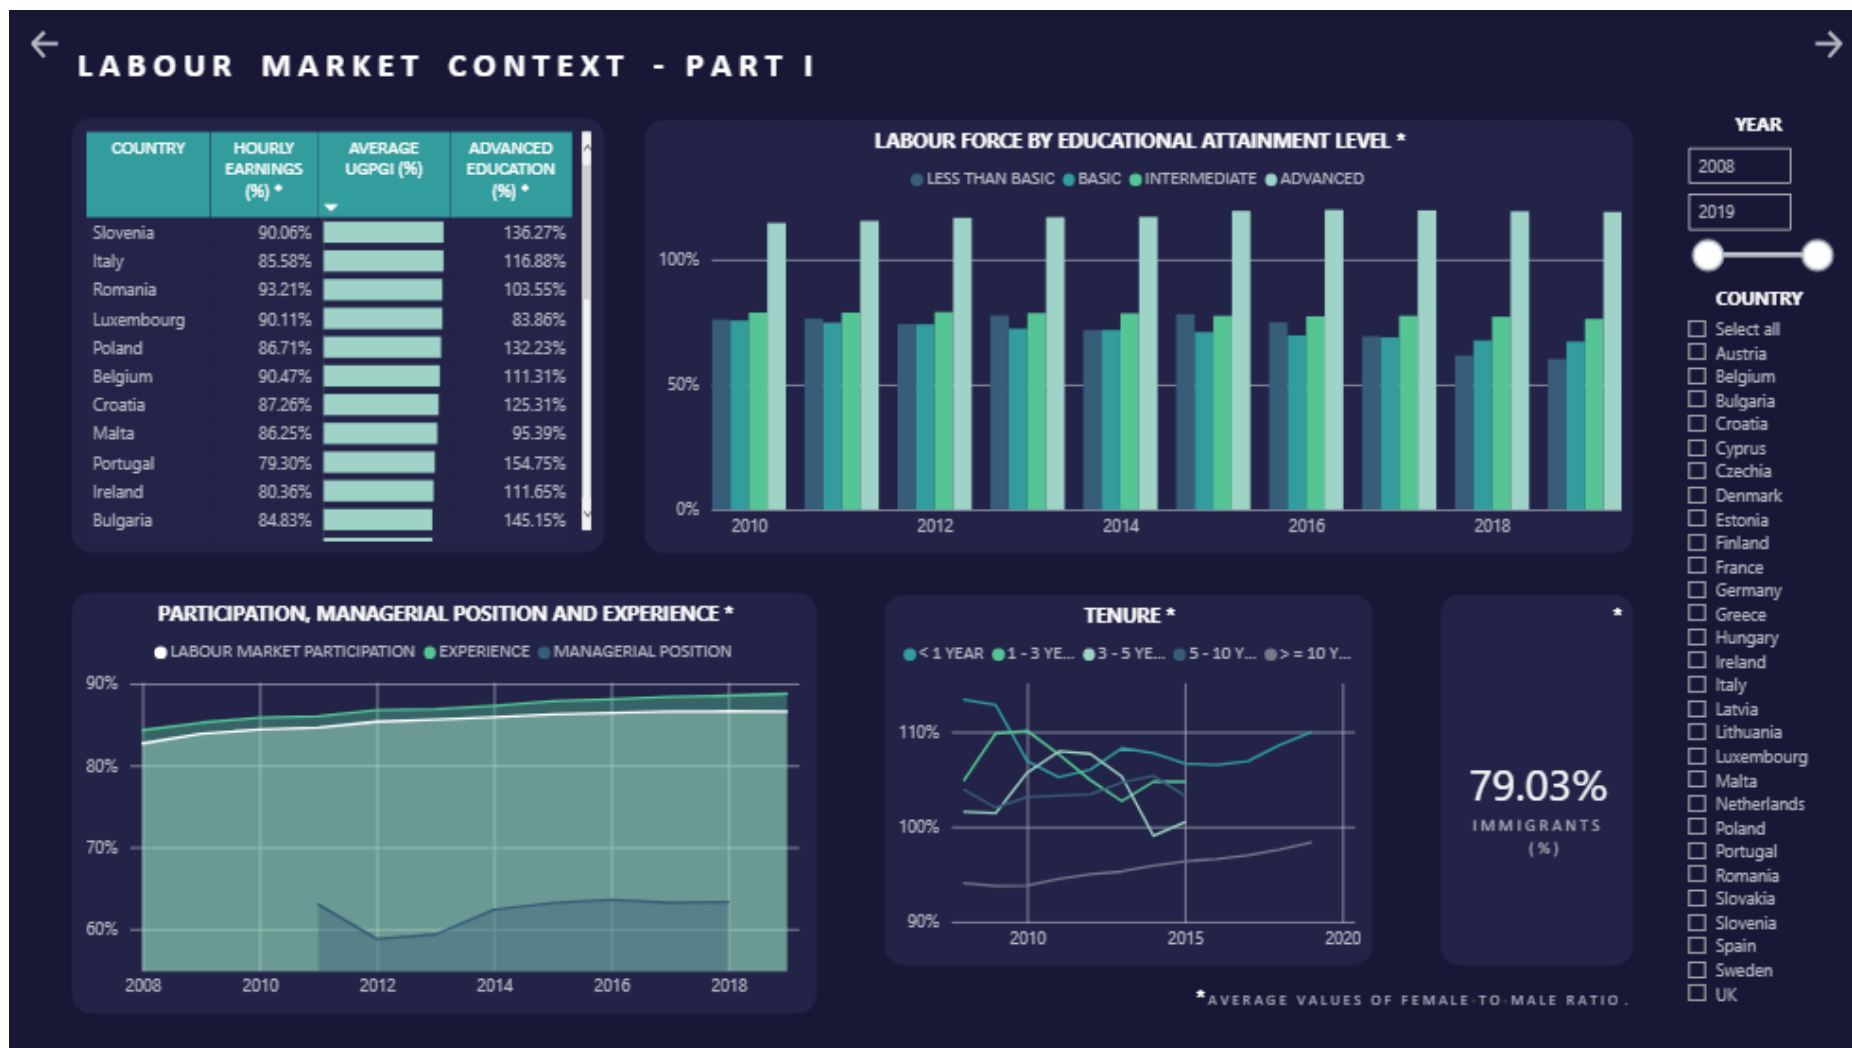 LABOUR MARKET CONTEXT - PART I
COUNTRY
HOURLY
EARNINGS
(%) *
AVERAGE
UGPGI (%)
ADVANCED
EDUCATION
(%) *
Slovenia 90.06% 136.27%
Italy 85.58% 116.88%
Romania 93.21% 103.55%
Luxembourg 90.11% 83.86%
Poland 86.71% 132.23%
Belgium 90.47% 111.31%
Croatia 87.26% 125.31%
Malta 86.25% 95.39%
Portugal 79.30% 154.75%
Ireland 80.36% 111.65%
Bulgaria 84.83% 145.15%
LABOUR FORCE BY EDUCATIONAL ATTAINMENT LEVEL *
LESS THAN BASIC BASIC INTERMEDIATE ADVANCED
100%
50%
0%
2010 2012 2014 2016 2018
PARTICIPATION, MANAGERIAL POSITION AND EXPERIENCE *
LABOUR MARKET PARTICIPATION EXPERIENCE MANAGERIAL POSITION
90%
80%
70%
60%
2008 2010 2012 2014 2016 2018
TENURE *
< 1 YEAR 1 - 3 YE... 3 - 5 YE... 5 - 10 Y... > = 10 Y...
110%
100%
90%
2010 2015 2020
*
79.03%
IMMIGRANTS
(%)
*AVERAGE VALUES OF FEMALE-TO-MALE RATIO.
YEAR
2008
2019
COUNTRY
Select all
Austria
Belgium
Bulgaria
Croatia
Cyprus
Czechia
Denmark
Estonia
Finland
France
Germany
Greece
Hungary
Ireland
Italy
Latvia
Lithuania
Luxembourg
Malta
Netherlands
Poland
Portugal
Romania
Slovakia
Slovenia
Spain
Sweden
UK